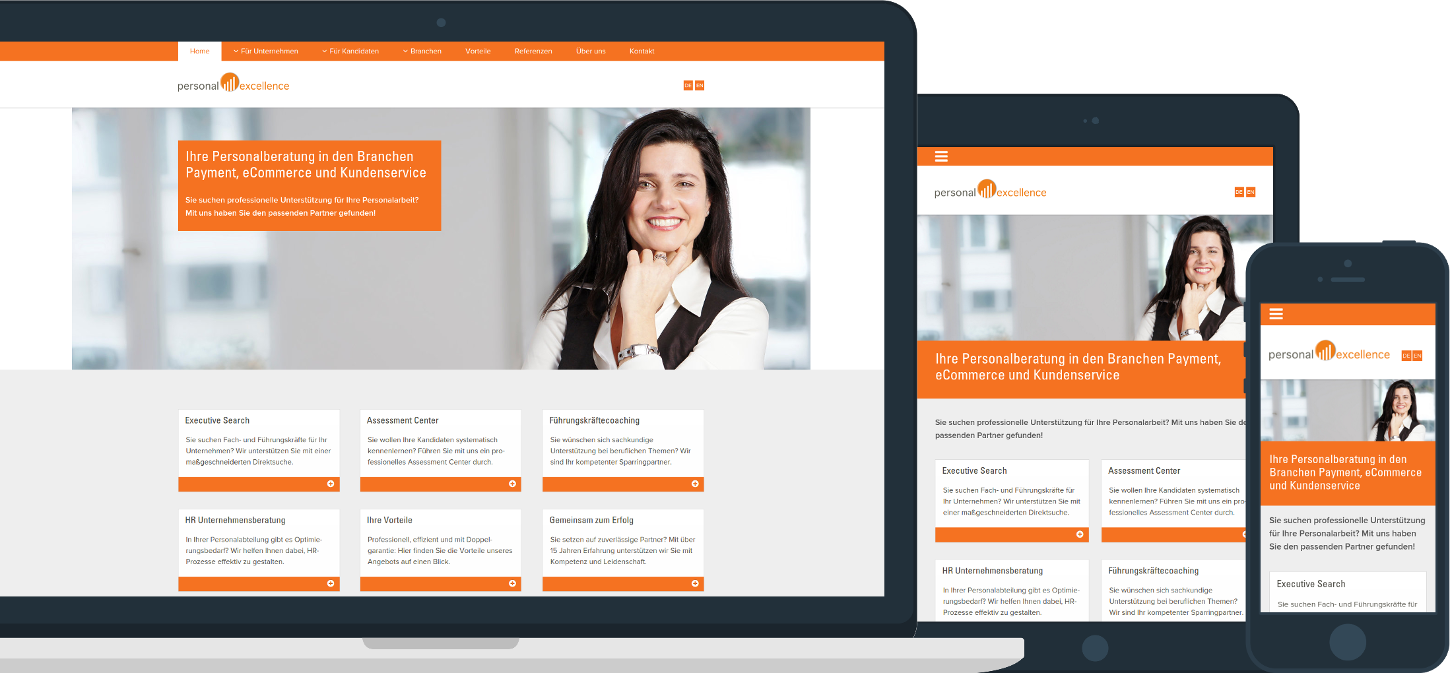 Home Für Unternehmen Für Kandidaten Branchen Vorteile Referenzen Über uns Kontakt
personal excellence DE EN
Ihre Personalberatung in den Branchen
Payment, eCommerce und Kundenservice
Sie suchen professionelle Unterstützung für Ihre Personalarbeit?
Mit uns haben Sie den passenden Partner gefunden!
Executive Search
Sie suchen Fach- und Führungskräfte für Ihr
Unternehmen? Wir unterstützen Sie mit einer
maßgeschneiderten Direktsuche.
Assessment Center
Sie wollen Ihre Kandidaten systematisch
kennenlernen? Führen Sie mit uns ein pro-
fessionelles Assessment Center durch.
Führungskräftecoaching
Sie wünschen sich sachkundige
Unterstützung bei beruflichen Themen? Wir
sind Ihr kompetenter Sparringpartner.
HR Unternehmensberatung
In Ihrer Personalabteilung gibt es Optimie-
rungsbedarf? Wir helfen Ihnen dabei, HR-
Prozesse effektiv zu gestalten.
Ihre Vorteile
Professionell, effizient und mit Doppel-
garantie: Hier finden Sie die Vorteile unseres
Angebots auf einen Blick.
Gemeinsam zum Erfolg
Sie setzen auf zuverlässige Partner? Mit über
15 Jahren Erfahrung unterstützen wir Sie mit
Kompetenz und Leidenschaft.
personal excellence DE EN
Ihre Personalberatung in den Branchen Payment,
eCommerce und Kundenservice
Sie suchen professionelle Unterstützung für Ihre Personalarbeit? Mit uns haben Sie de
passenden Partner gefunden!
Executive Search
Sie suchen Fach- und Führungskräfte für
Ihr Unternehmen? Wir unterstützen Sie mit
einer maßgeschneiderten Direktsuche.
Assessment Center
Sie wollen Ihre Kandidaten systematisch
kennenlernen? Führen Sie mit uns ein pro-
fessionelles Assessment Center durch.
HR Unternehmensberatung
In Ihrer Personalabteilung gibt es Optimie-
rungsbedarf? Wir helfen Ihnen dabei, HR-
Prozesse effektiv zu gestalten.
Führungskräftecoaching
Sie wünschen sich sachkundige
Unterstützung bei beruflichen Themen?
Wir sind Ihr kompetenter Sparringpartner.
personal excellence DE EN
Ihre Personalberatung in den
Branchen Payment, eCommerce
und Kundenservice
Sie suchen professionelle Unterstützung
für Ihre Personalarbeit? Mit uns haben
Sie den passenden Partner gefunden!
Executive Search
Sie suchen Fach- und Führungskräfte für